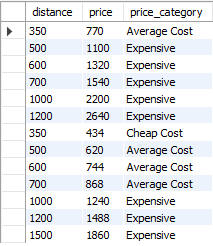 distance price price_category
350 770 Average Cost
500 1100 Expensive
600 1320 Expensive
700 1540 Expensive
1000 2200 Expensive
1200 2640 Expensive
350 434 Cheap Cost
500 620 Average Cost
600 744 Average Cost
700 868 Average Cost
1000 1240 Expensive
1200 1488 Expensive
1500 1860 Expensive